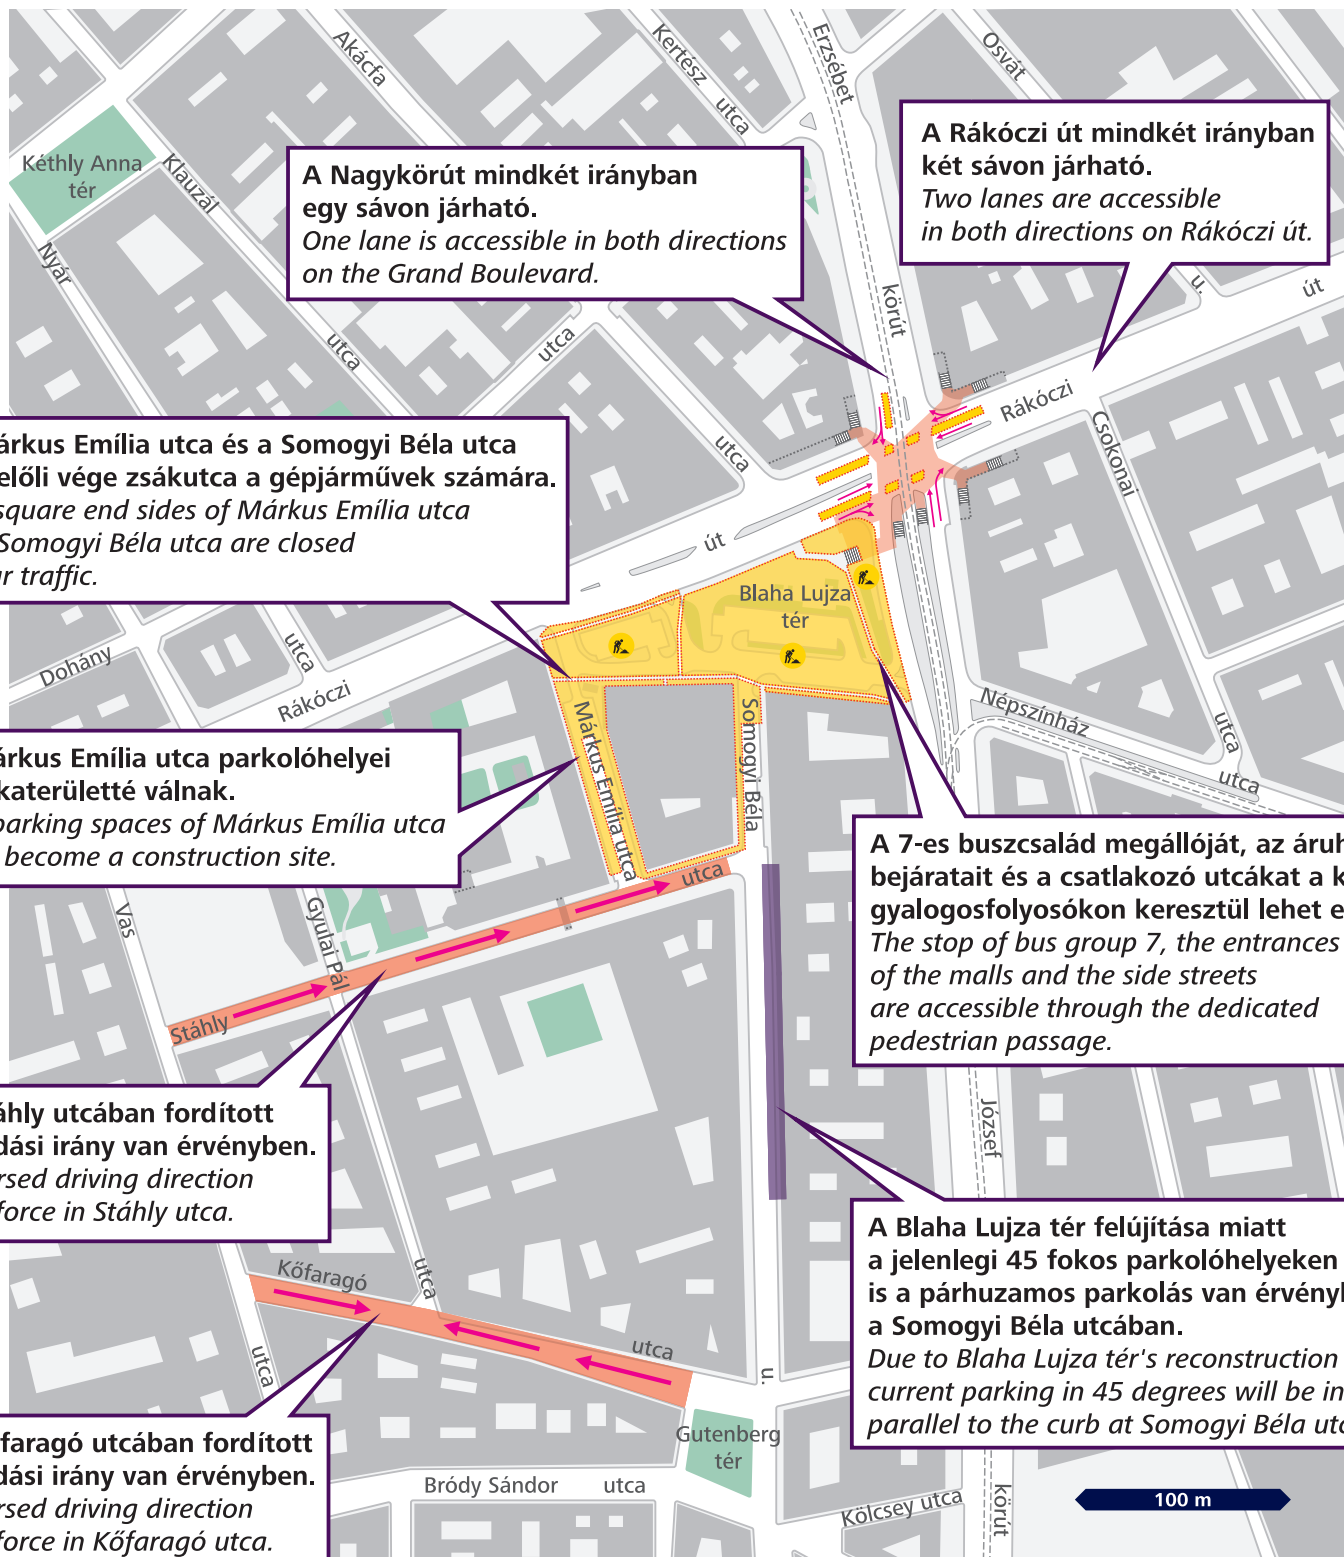 Akácfa
Kertész
utca
Erzsébet
körút
Osvát
u.
Kéthly Anna
tér
Klauzál
utca
Nyár
utca
A Nagykörút mindkét irányban
egy sávon járható.
One lane is accessible in both directions
on the Grand Boulevard.
A Rákóczi út mindkét irányban
két sávon járható.
Two lanes are accessible
in both directions on Rákóczi út.
út
Rákóczi
Csokonai
utca
utca
árkus Emília utca és a Somogyi Béla utca
előli vége zsákutca a gépjárművek számára.
square end sides of Márkus Emília utca
Somogyi Béla utca are closed
r traffic.
út
Blaha Lujza
tér
Dohány
utca
Rákóczi
Népszínház
utca
Márkus Emília utca
Somogyi Béla
u.
árkus Emília utca parkolóhelyei
katerületté válnak.
parking spaces of Márkus Emília utca
become a construction site.
A 7-es buszcsalád megállóját, az áruh
bejáratait és a csatlakozó utcákat a k
gyalogosfolyosókon keresztül lehet e
The stop of bus group 7, the entrances
of the malls and the side streets
are accessible through the dedicated
pedestrian passage.
Vas
utca
Gyulai Pál
utca
Stáhly
utca
áhly utcában fordított
dási irány van érvényben.
rsed driving direction
force in Stáhly utca.
József
körút
A Blaha Lujza tér felújítása miatt
a jelenlegi 45 fokos parkolóhelyeken
is a párhuzamos parkolás van érvényb
a Somogyi Béla utcában.
Due to Blaha Lujza tér's reconstruction
current parking in 45 degrees will be in
parallel to the curb at Somogyi Béla utc
Kőfaragó
utca
faragó utcában fordított
dási irány van érvényben.
rsed driving direction
force in Kőfaragó utca.
Gutenberg
tér
Bródy Sándor utca
Kölcsey utca
100 m